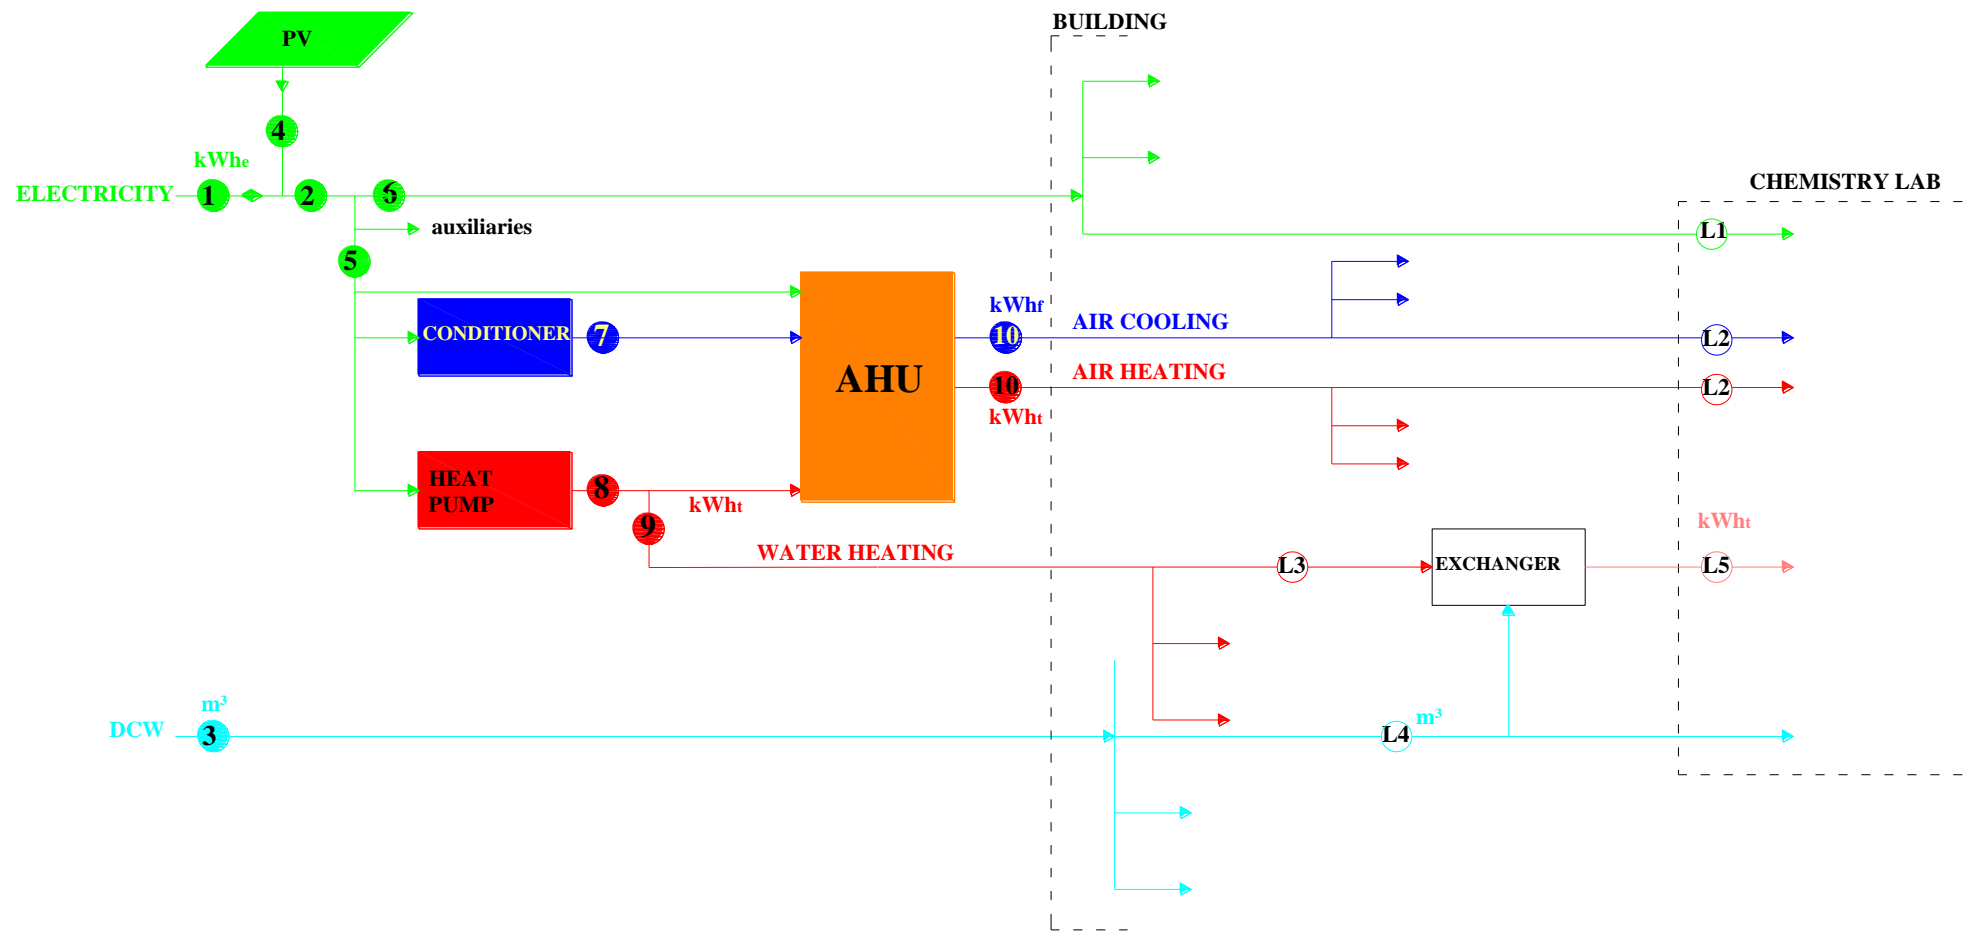 BUILDING
PV
4
kWhe
ELECTRICITY
1
2
6
CHEMISTRY LAB
auxiliaries
L1
5
kWhf
CONDITIONER
7
10
AIR COOLING
L2
AHU
10
AIR HEATING
L2
kWht
HEAT
PUMP
8
kWht
9
kWht
WATER HEATING
L3
EXCHANGER
L5
m³
DCW
3
L4
m³